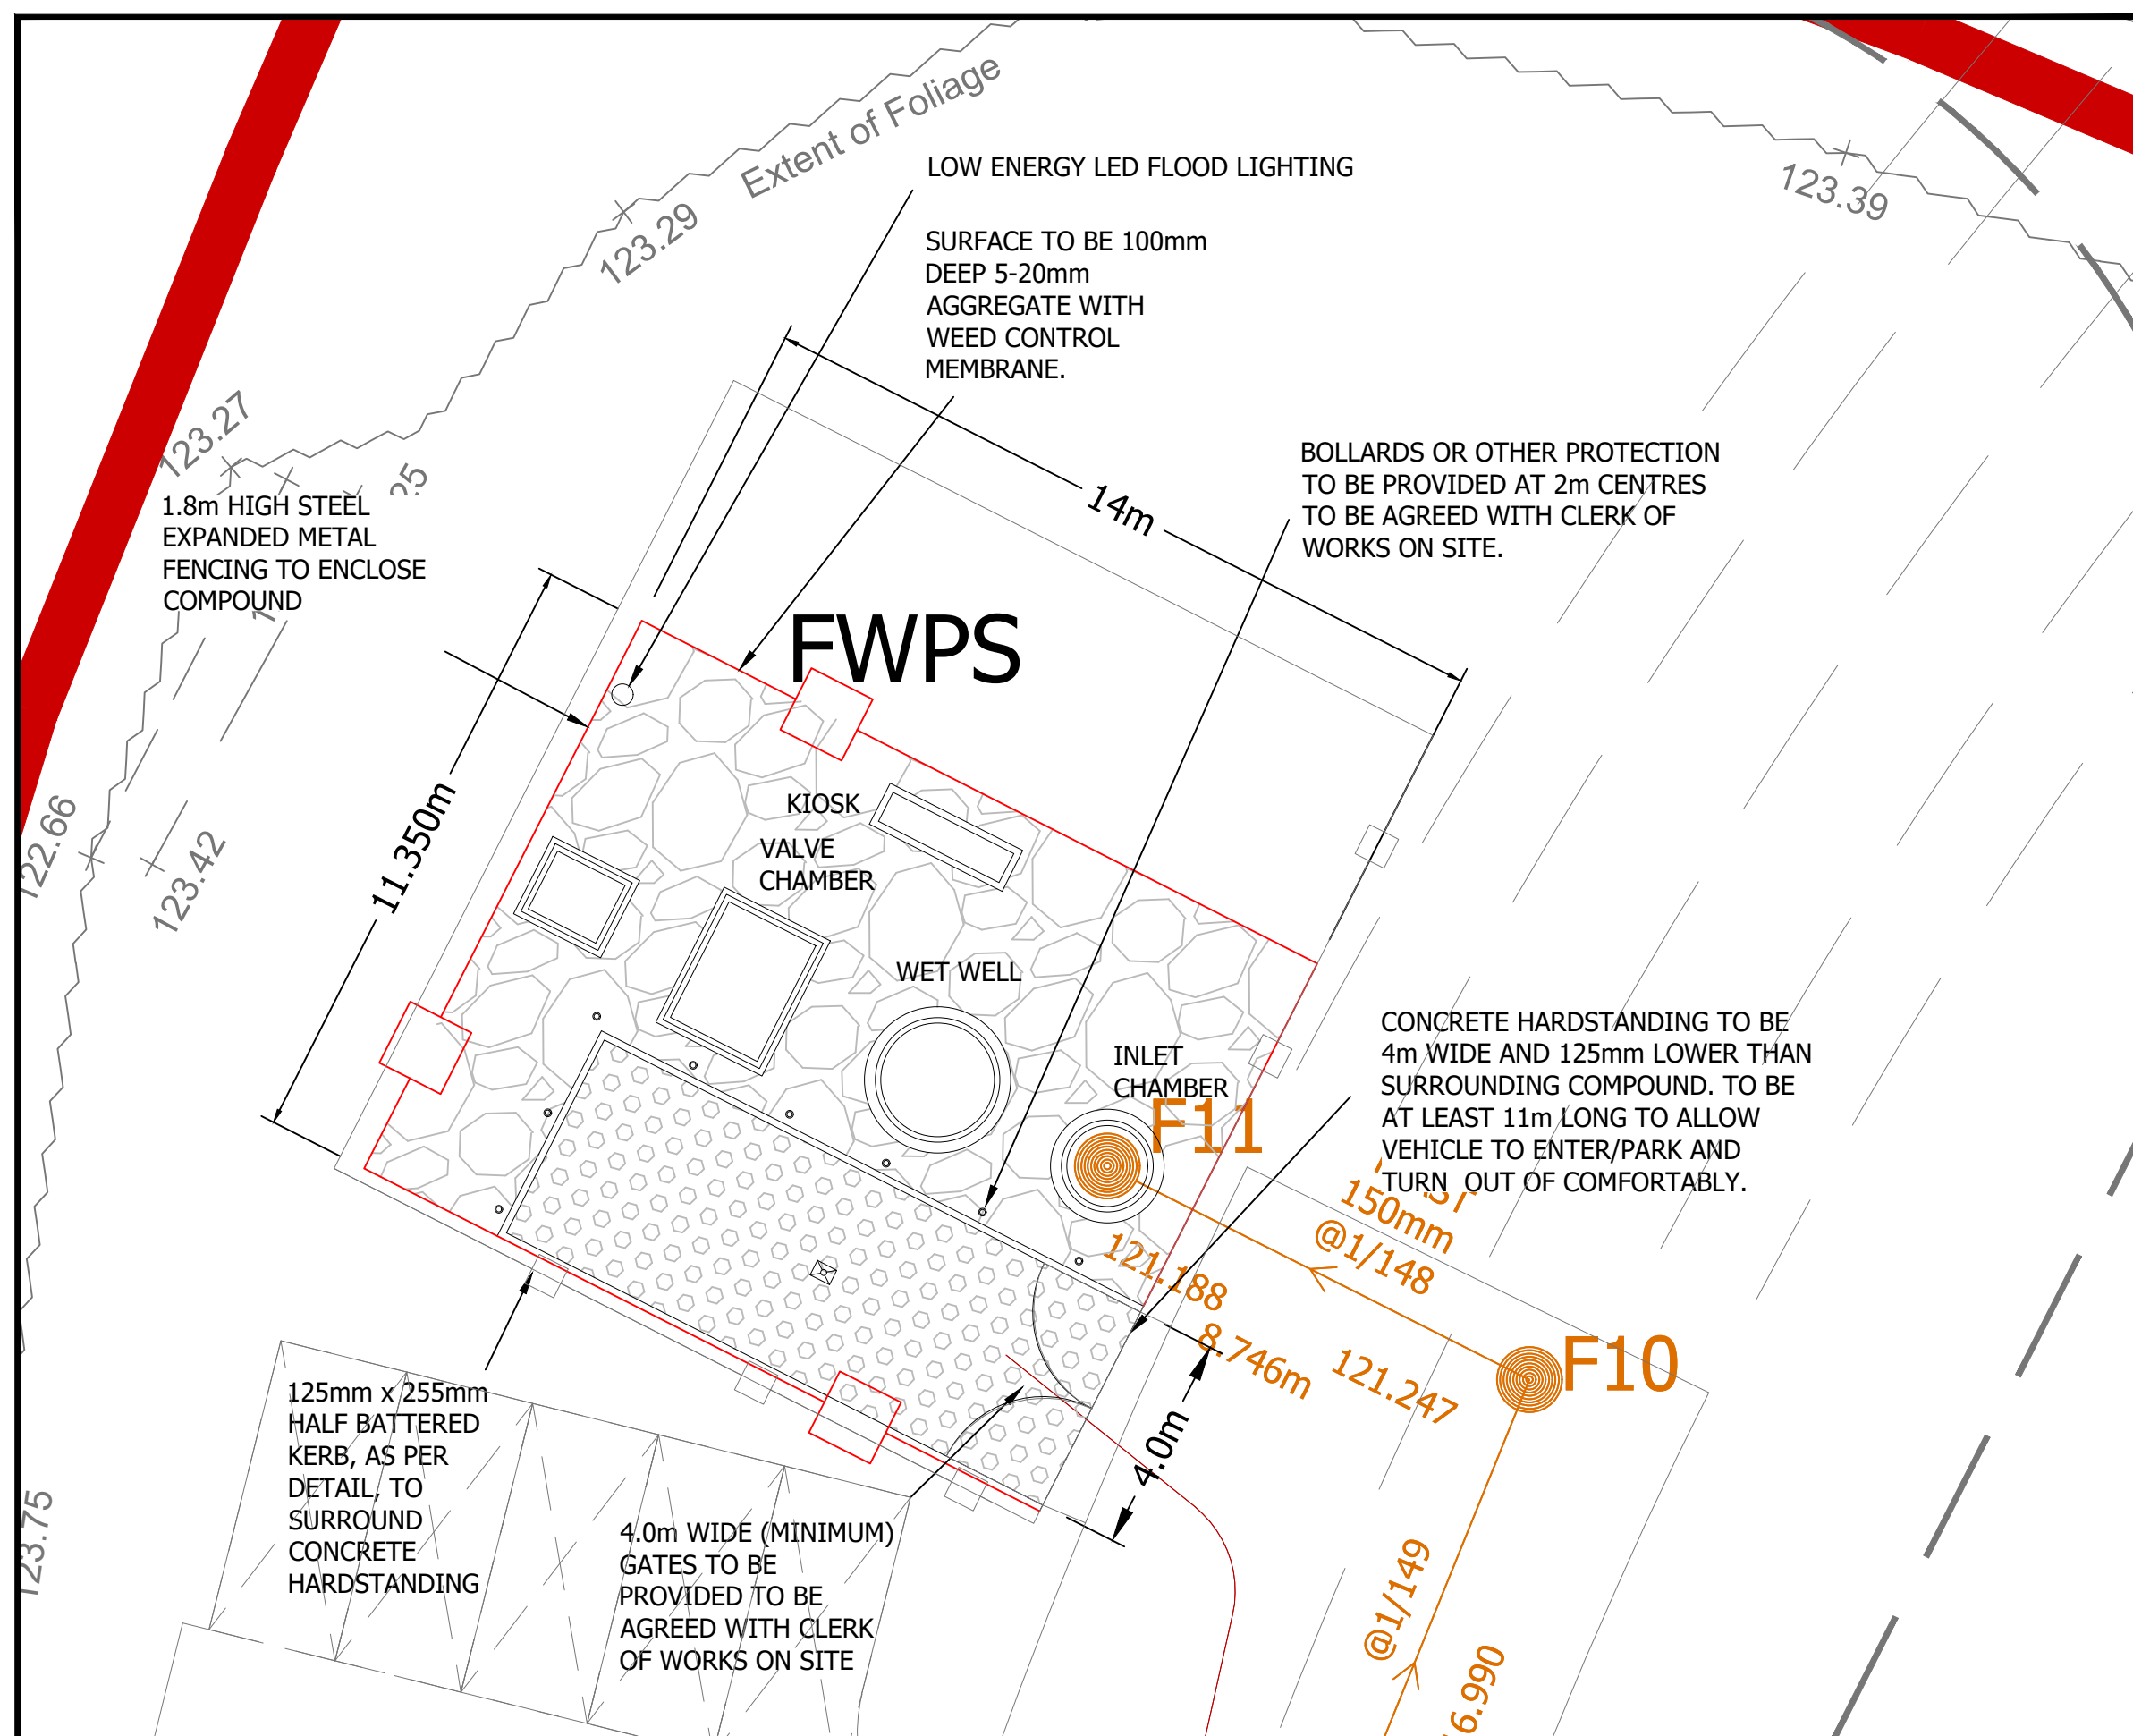 Extent of Foliage
LOW ENERGY LED FLOOD LIGHTING
123.39
123.29
SURFACE TO BE 100mm
DEEP 5-20mm
AGGREGATE WITH
WEED CONTROL
MEMBRANE.
123.27
25
1.8m HIGH STEEL
EXPANDED METAL
FENCING TO ENCLOSE
COMPOUND
14m
BOLLARDS OR OTHER PROTECTION
TO BE PROVIDED AT 2m CENTRES
TO BE AGREED WITH CLERK OF
WORKS ON SITE.
FWPS
11.350m
KIOSK
VALVE
CHAMBER
122.66
123.42
WET WELL
INLET
CHAMBER
F11
CONCRETE HARDSTANDING TO BE
4m WIDE AND 125mm LOWER THAN
SURROUNDING COMPOUND. TO BE
AT LEAST 11m LONG TO ALLOW
VEHICLE TO ENTER/PARK AND
TURN OUT OF COMFORTABLY.
150mm
@1/148
121.188
8.746m
121.247
F10
4.0m
125mm x 255mm
HALF BATTERED
KERB, AS PER
DETAIL, TO
SURROUND
CONCRETE
HARDSTANDING
4.0m WIDE (MINIMUM)
GATES TO BE
PROVIDED TO BE
AGREED WITH CLERK
OF WORKS ON SITE
123.75
@1/149
6.990